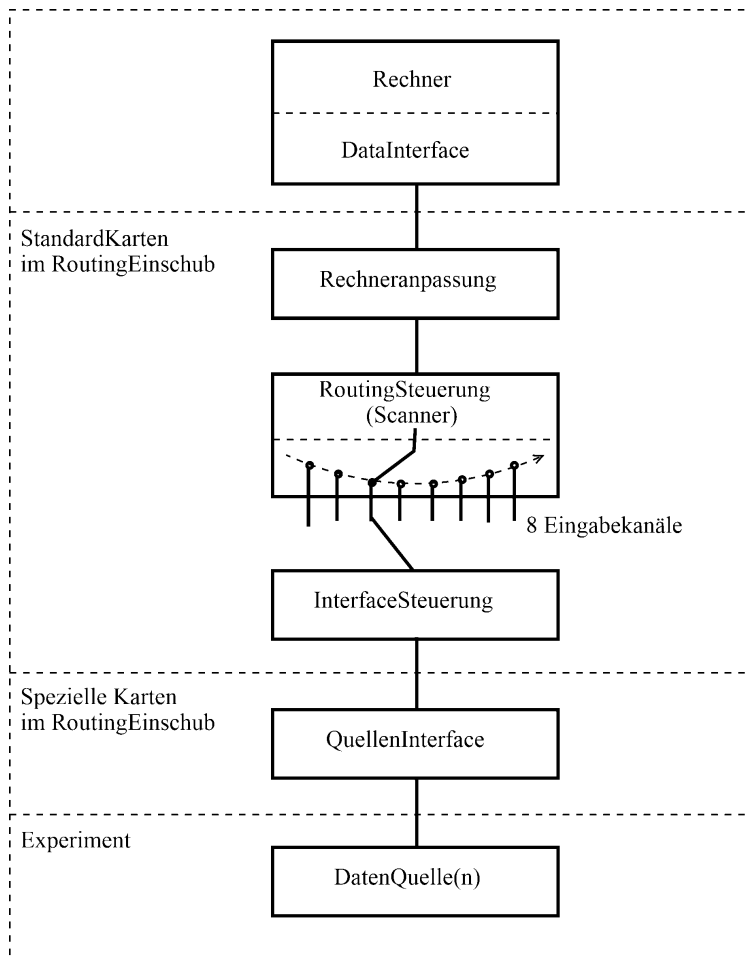 Rechner
DataInterface
StandardKarten
im RoutingEinschub
Rechneranpassung
RoutingSteuerung
(Scanner)
8 Eingabekanäle
InterfaceSteuerung
Spezielle Karten
im RoutingEinschub
QuellenInterface
Experiment
DatenQuelle(n)